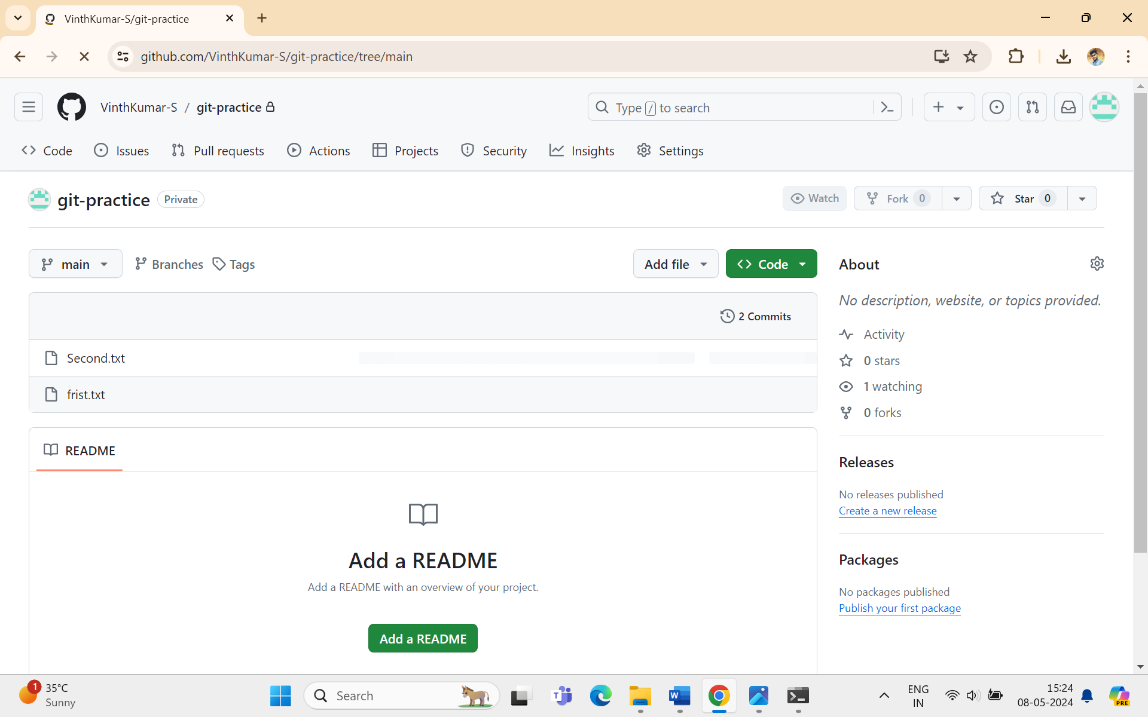 VinthKumar-S/git-practice
github.com/VinthKumar-S/git-practice/tree/main
VinthKumar-S / git-practice
Type / to search
Code Issues Pull requests Actions Projects Security Insights Settings
git-practice Private
Watch Fork 0 Star 0
main Branches Tags Add file Code
2 Commits
Second.txt
frist.txt
README
Add a README
Add a README with an overview of your project.
Add a README
About
No description, website, or topics provided.
Activity
0 stars
1 watching
0 forks
Releases
No releases published
Create a new release
Packages
No packages published
Publish your first package
1
35°C
Sunny
Search
ENG
IN
15:24
08-05-2024
PRE